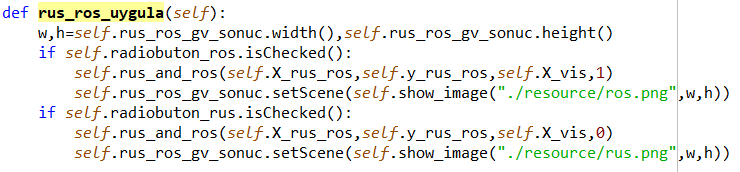 def rus_ros_uygula(self):
    w,h=self.rus_ros_gv_sonuc.width(),self.rus_ros_gv_sonuc.height()
    if self.radiobuton_ros.isChecked():
        self.rus_and_ros(self.X_rus_ros,self.y_rus_ros,self.X_vis,1)
        self.rus_ros_gv_sonuc.setScene(self.show_image("./resource/ros.png",w,h))
    if self.radiobuton_rus.isChecked():
        self.rus_and_ros(self.X_rus_ros,self.y_rus_ros,self.X_vis,0)
        self.rus_ros_gv_sonuc.setScene(self.show_image("./resource/rus.png",w,h))